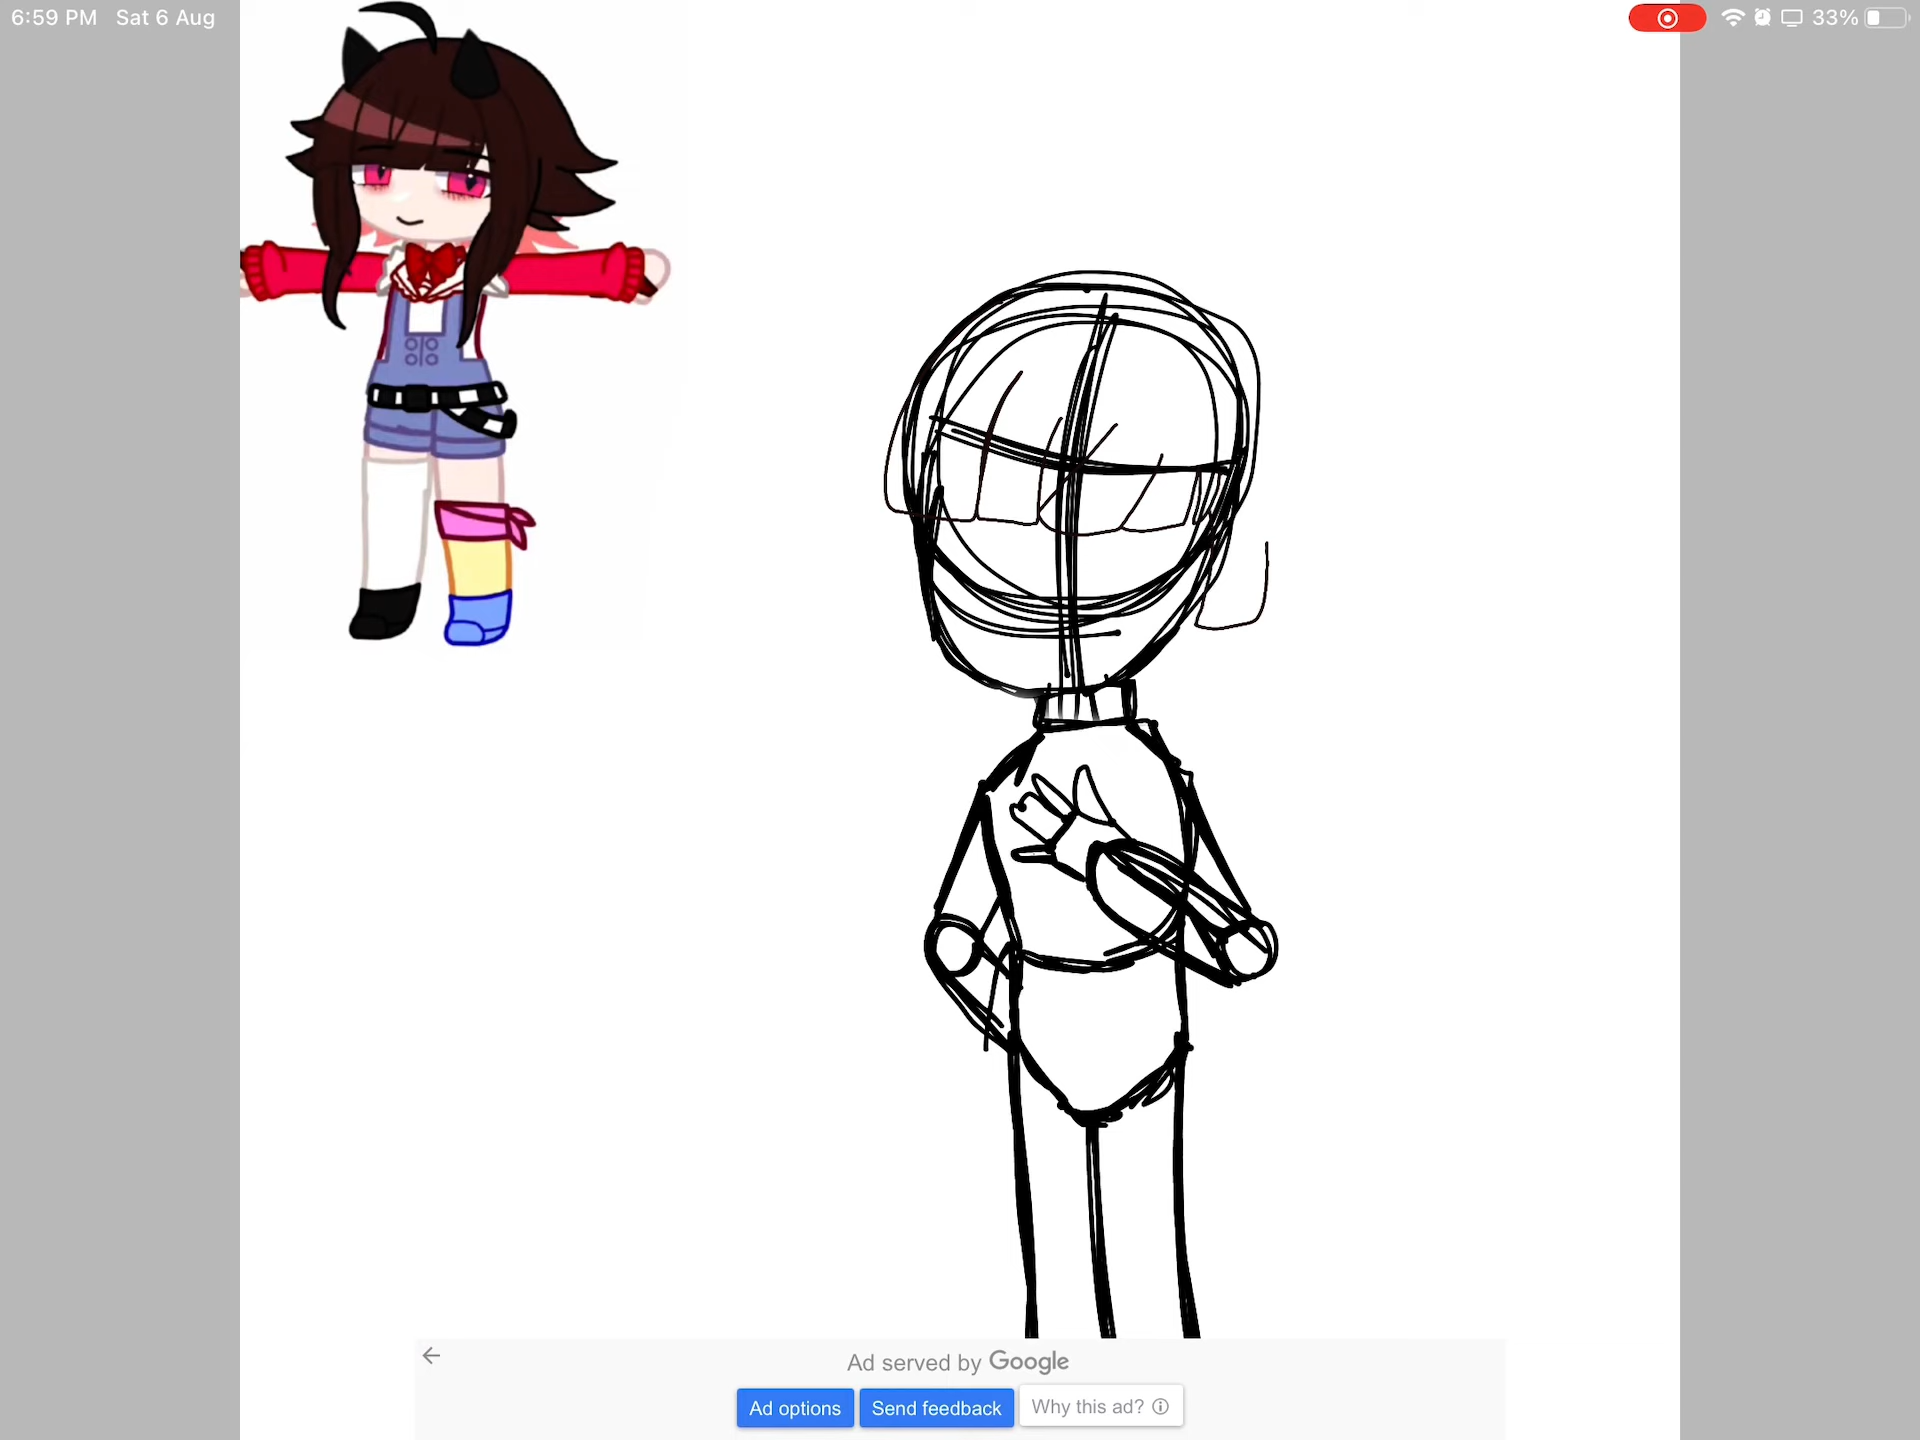 6:59 PM Sat 6 Aug
33%
Ad served by Google
Ad options
Send feedback
Why this ad?